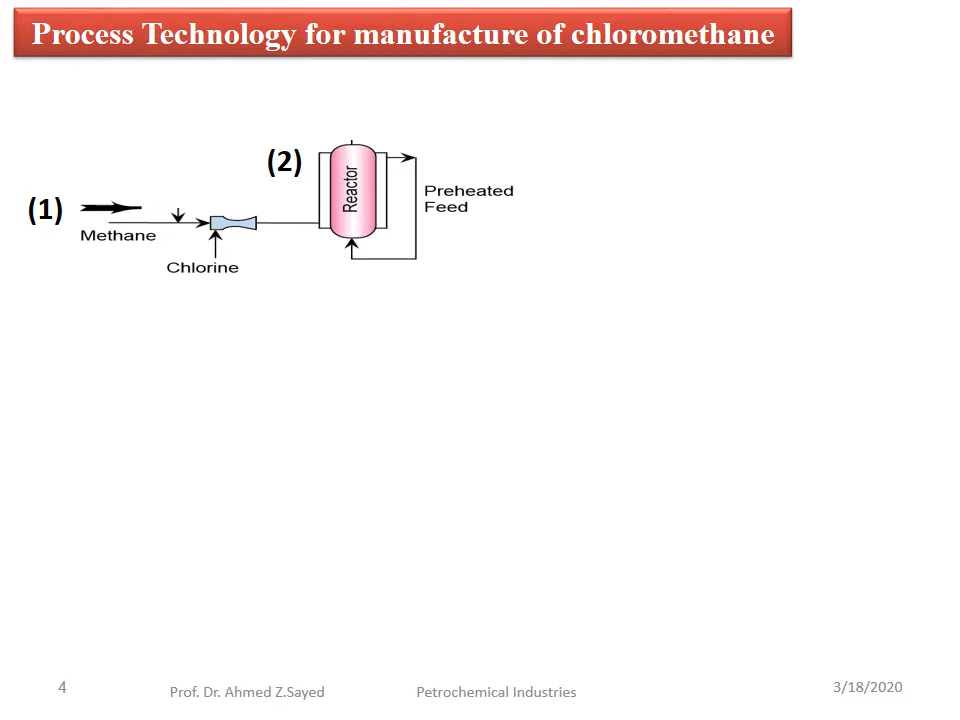 Process Technology for manufacture of chloromethane
(2)
Reactor
Preheated
Feed
(1)
Methane
Chlorine
4
Prof. Dr. Ahmed Z.Sayed
Petrochemical Industries
3/18/2020